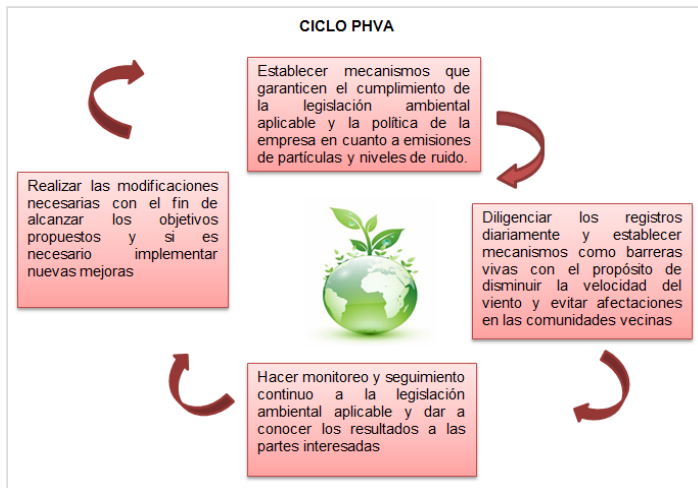 CICLO PHVA
Establecer mecanismos que
garanticen el cumplimiento de
la legislación ambiental
aplicable y la política de la
empresa en cuanto a emisiones
de partículas y niveles de ruido.
Diligenciar los registros
diariamente y establecer
mecanismos como barreras
vivas con el propósito de
disminuir la velocidad del
viento y evitar afectaciones
en las comunidades vecinas
Hacer monitoreo y seguimiento
continuo a la legislación
ambiental aplicable y dar a
conocer los resultados a las
partes interesadas
Realizar las modificaciones
necesarias con el fin de
alcanzar los objetivos
propuestos y si es
necesario implementar
nuevas mejoras